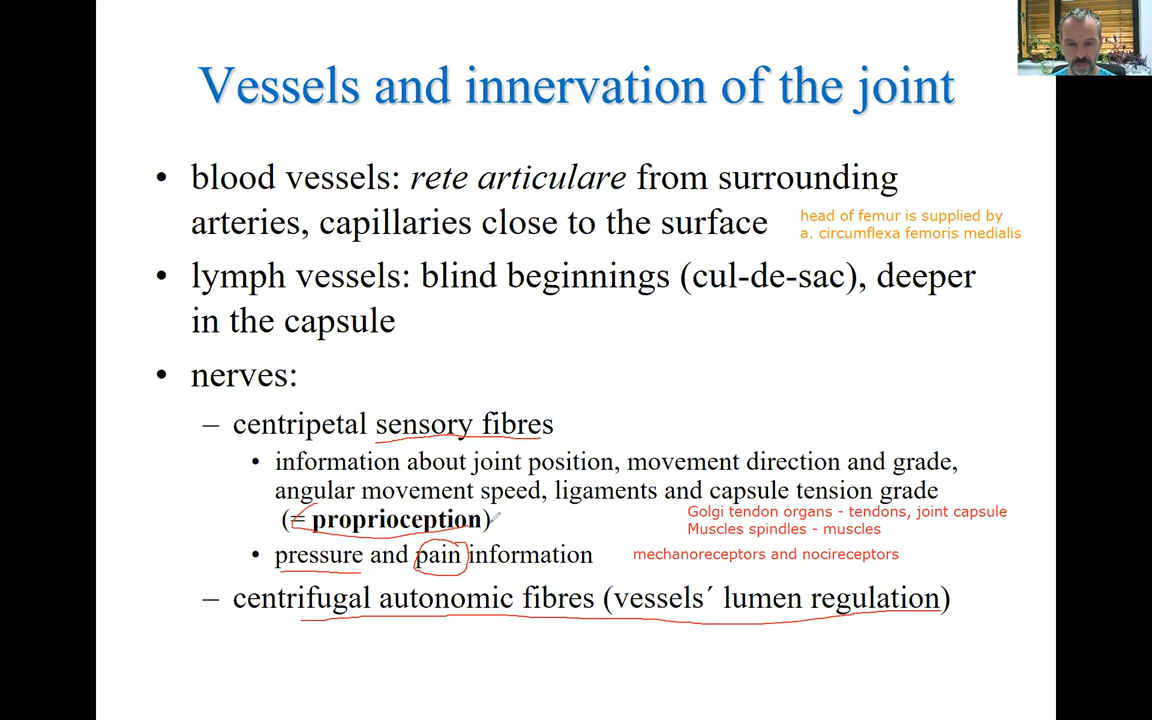 Vessels and innervation of the joint
• blood vessels: rete articulare from surrounding
arteries, capillaries close to the surface
head of femur is supplied by
a. circumflexa femoris medialis
• lymph vessels: blind beginnings (cul-de-sac), deeper
in the capsule
• nerves:
– centripetal sensory fibres
• information about joint position, movement direction and grade,
angular movement speed, ligaments and capsule tension grade
(= proprioception)
Golgi tendon organs - tendons, joint capsule
Muscles spindles - muscles
• pressure and pain information
mechanoreceptors and nocireceptors
– centrifugal autonomic fibres (vessels´ lumen regulation)